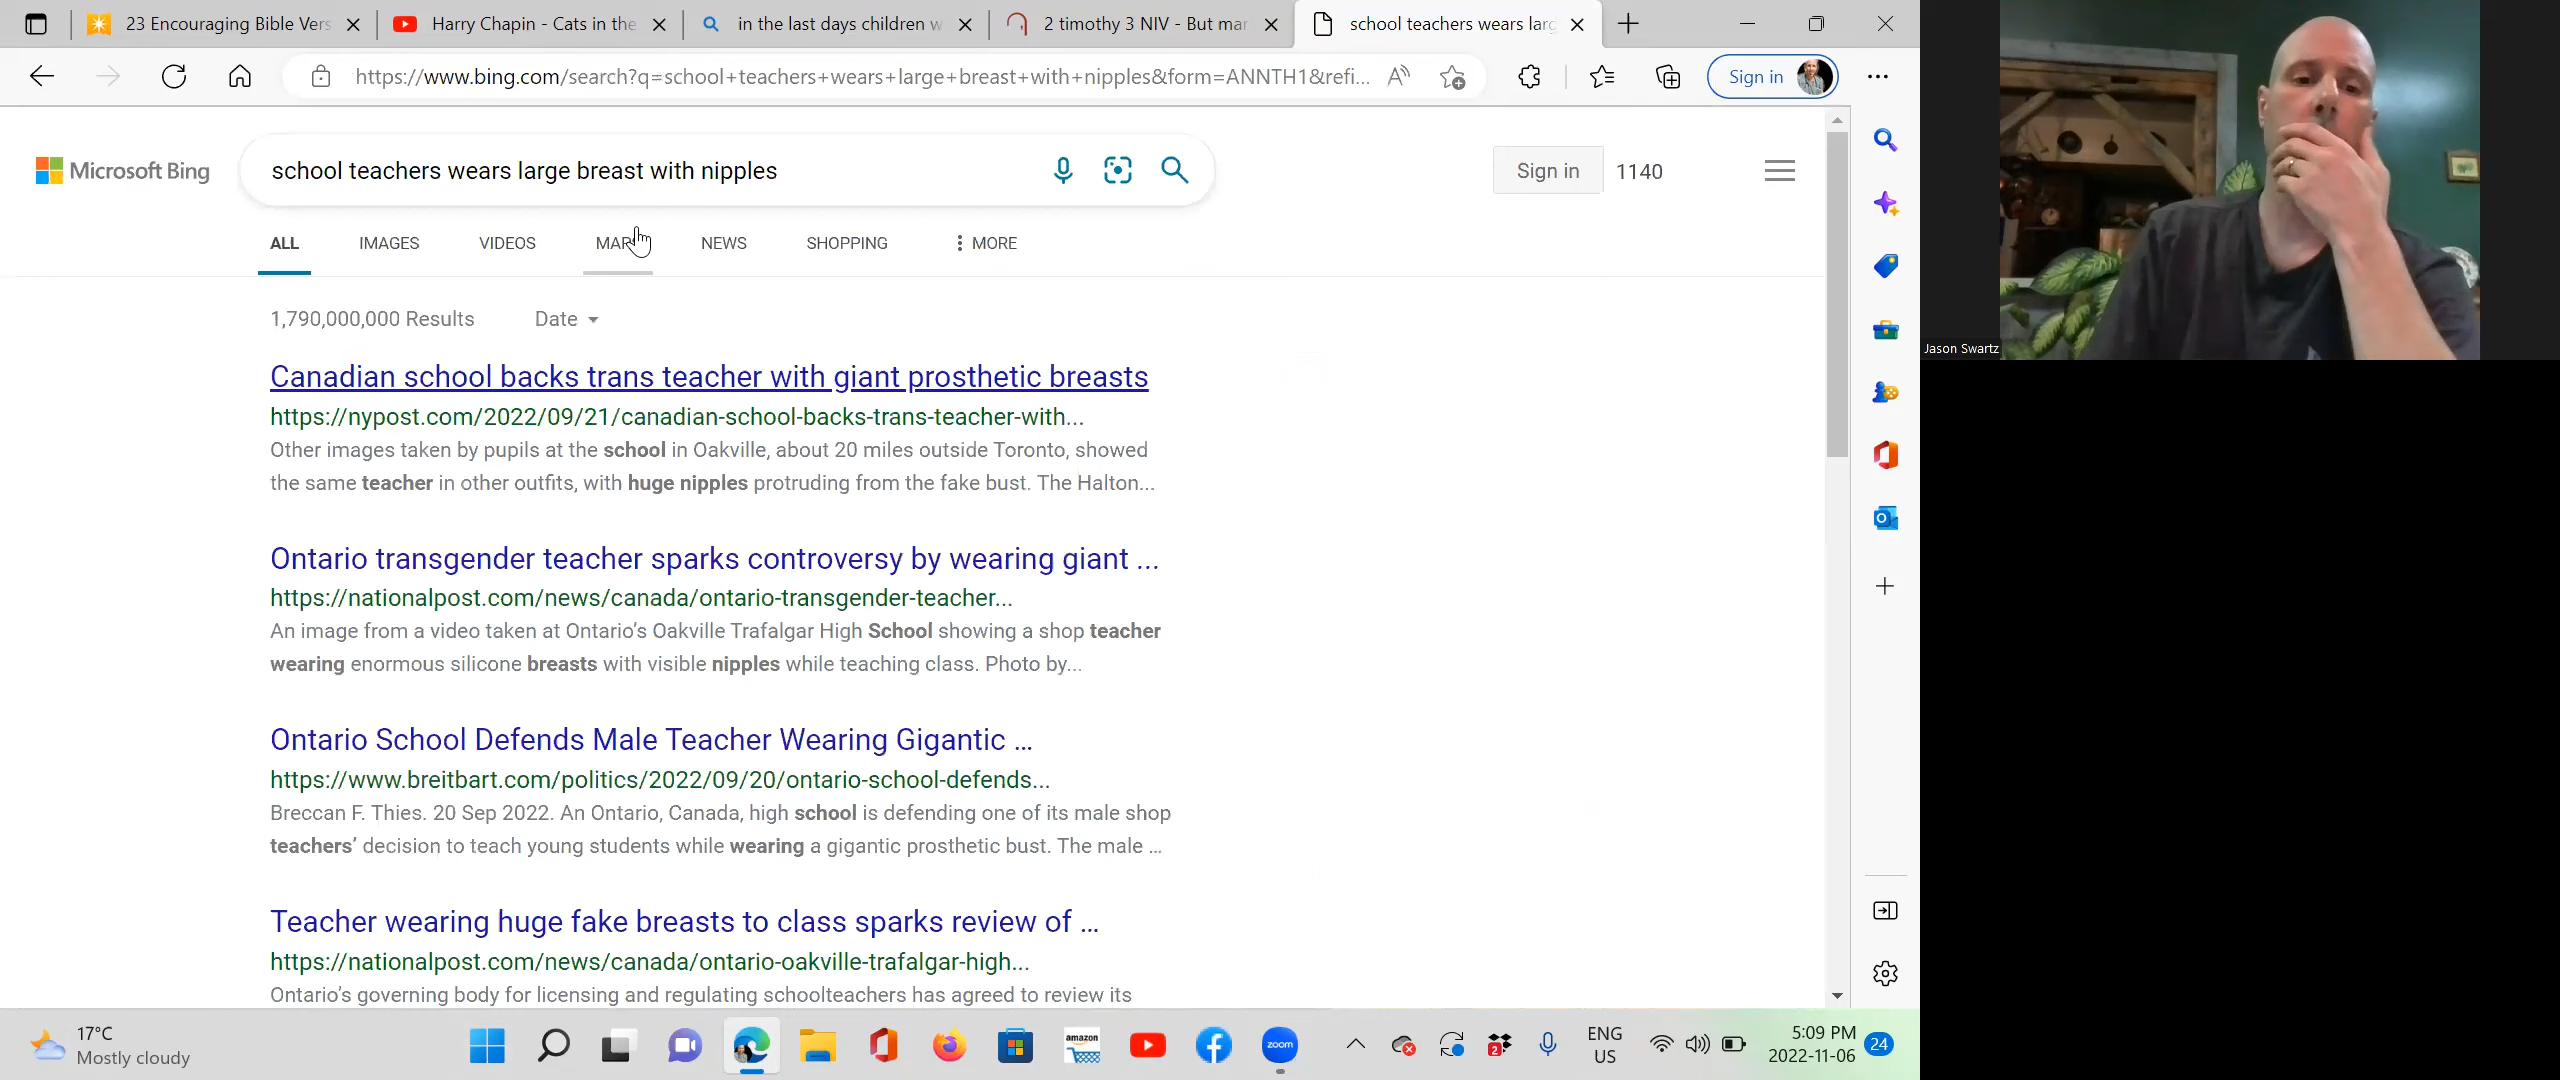 23 Encouraging Bible Vers
Harry Chapin - Cats in the
in the last days children w
2 timothy 3 NIV - But mar
school teachers wears larg
https://www.bing.com/search?q=school+teachers+wears+large+breast+with+nipples&form=ANNTH1&refi...
Sign in
Microsoft Bing
school teachers wears large breast with nipples
Sign in
1140
ALL
IMAGES
VIDEOS
NEWS
SHOPPING
MORE
1,790,000,000 Results
Date
Canadian school backs trans teacher with giant prosthetic breasts
https://nypost.com/2022/09/21/canadian-school-backs-trans-teacher-with...
Other images taken by pupils at the school in Oakville, about 20 miles outside Toronto, showed
the same teacher in other outfits, with huge nipples protruding from the fake bust. The Halton...
Ontario transgender teacher sparks controversy by wearing giant ...
https://nationalpost.com/news/canada/ontario-transgender-teacher...
An image from a video taken at Ontario's Oakville Trafalgar High School showing a shop teacher
wearing enormous silicone breasts with visible nipples while teaching class. Photo by...
Ontario School Defends Male Teacher Wearing Gigantic ...
https://www.breitbart.com/politics/2022/09/20/ontario-school-defends...
Breccan F. Thies. 20 Sep 2022. An Ontario, Canada, high school is defending one of its male shop
teachers' decision to teach young students while wearing a gigantic prosthetic bust. The male ...
Teacher wearing huge fake breasts to class sparks review of ...
https://nationalpost.com/news/canada/ontario-oakville-trafalgar-high...
Ontario's governing body for licensing and regulating schoolteachers has agreed to review its
Jason Swartz
17°C
Mostly cloudy
amazon
zoom
2
ENG
US
5:09 PM
2022-11-06
24